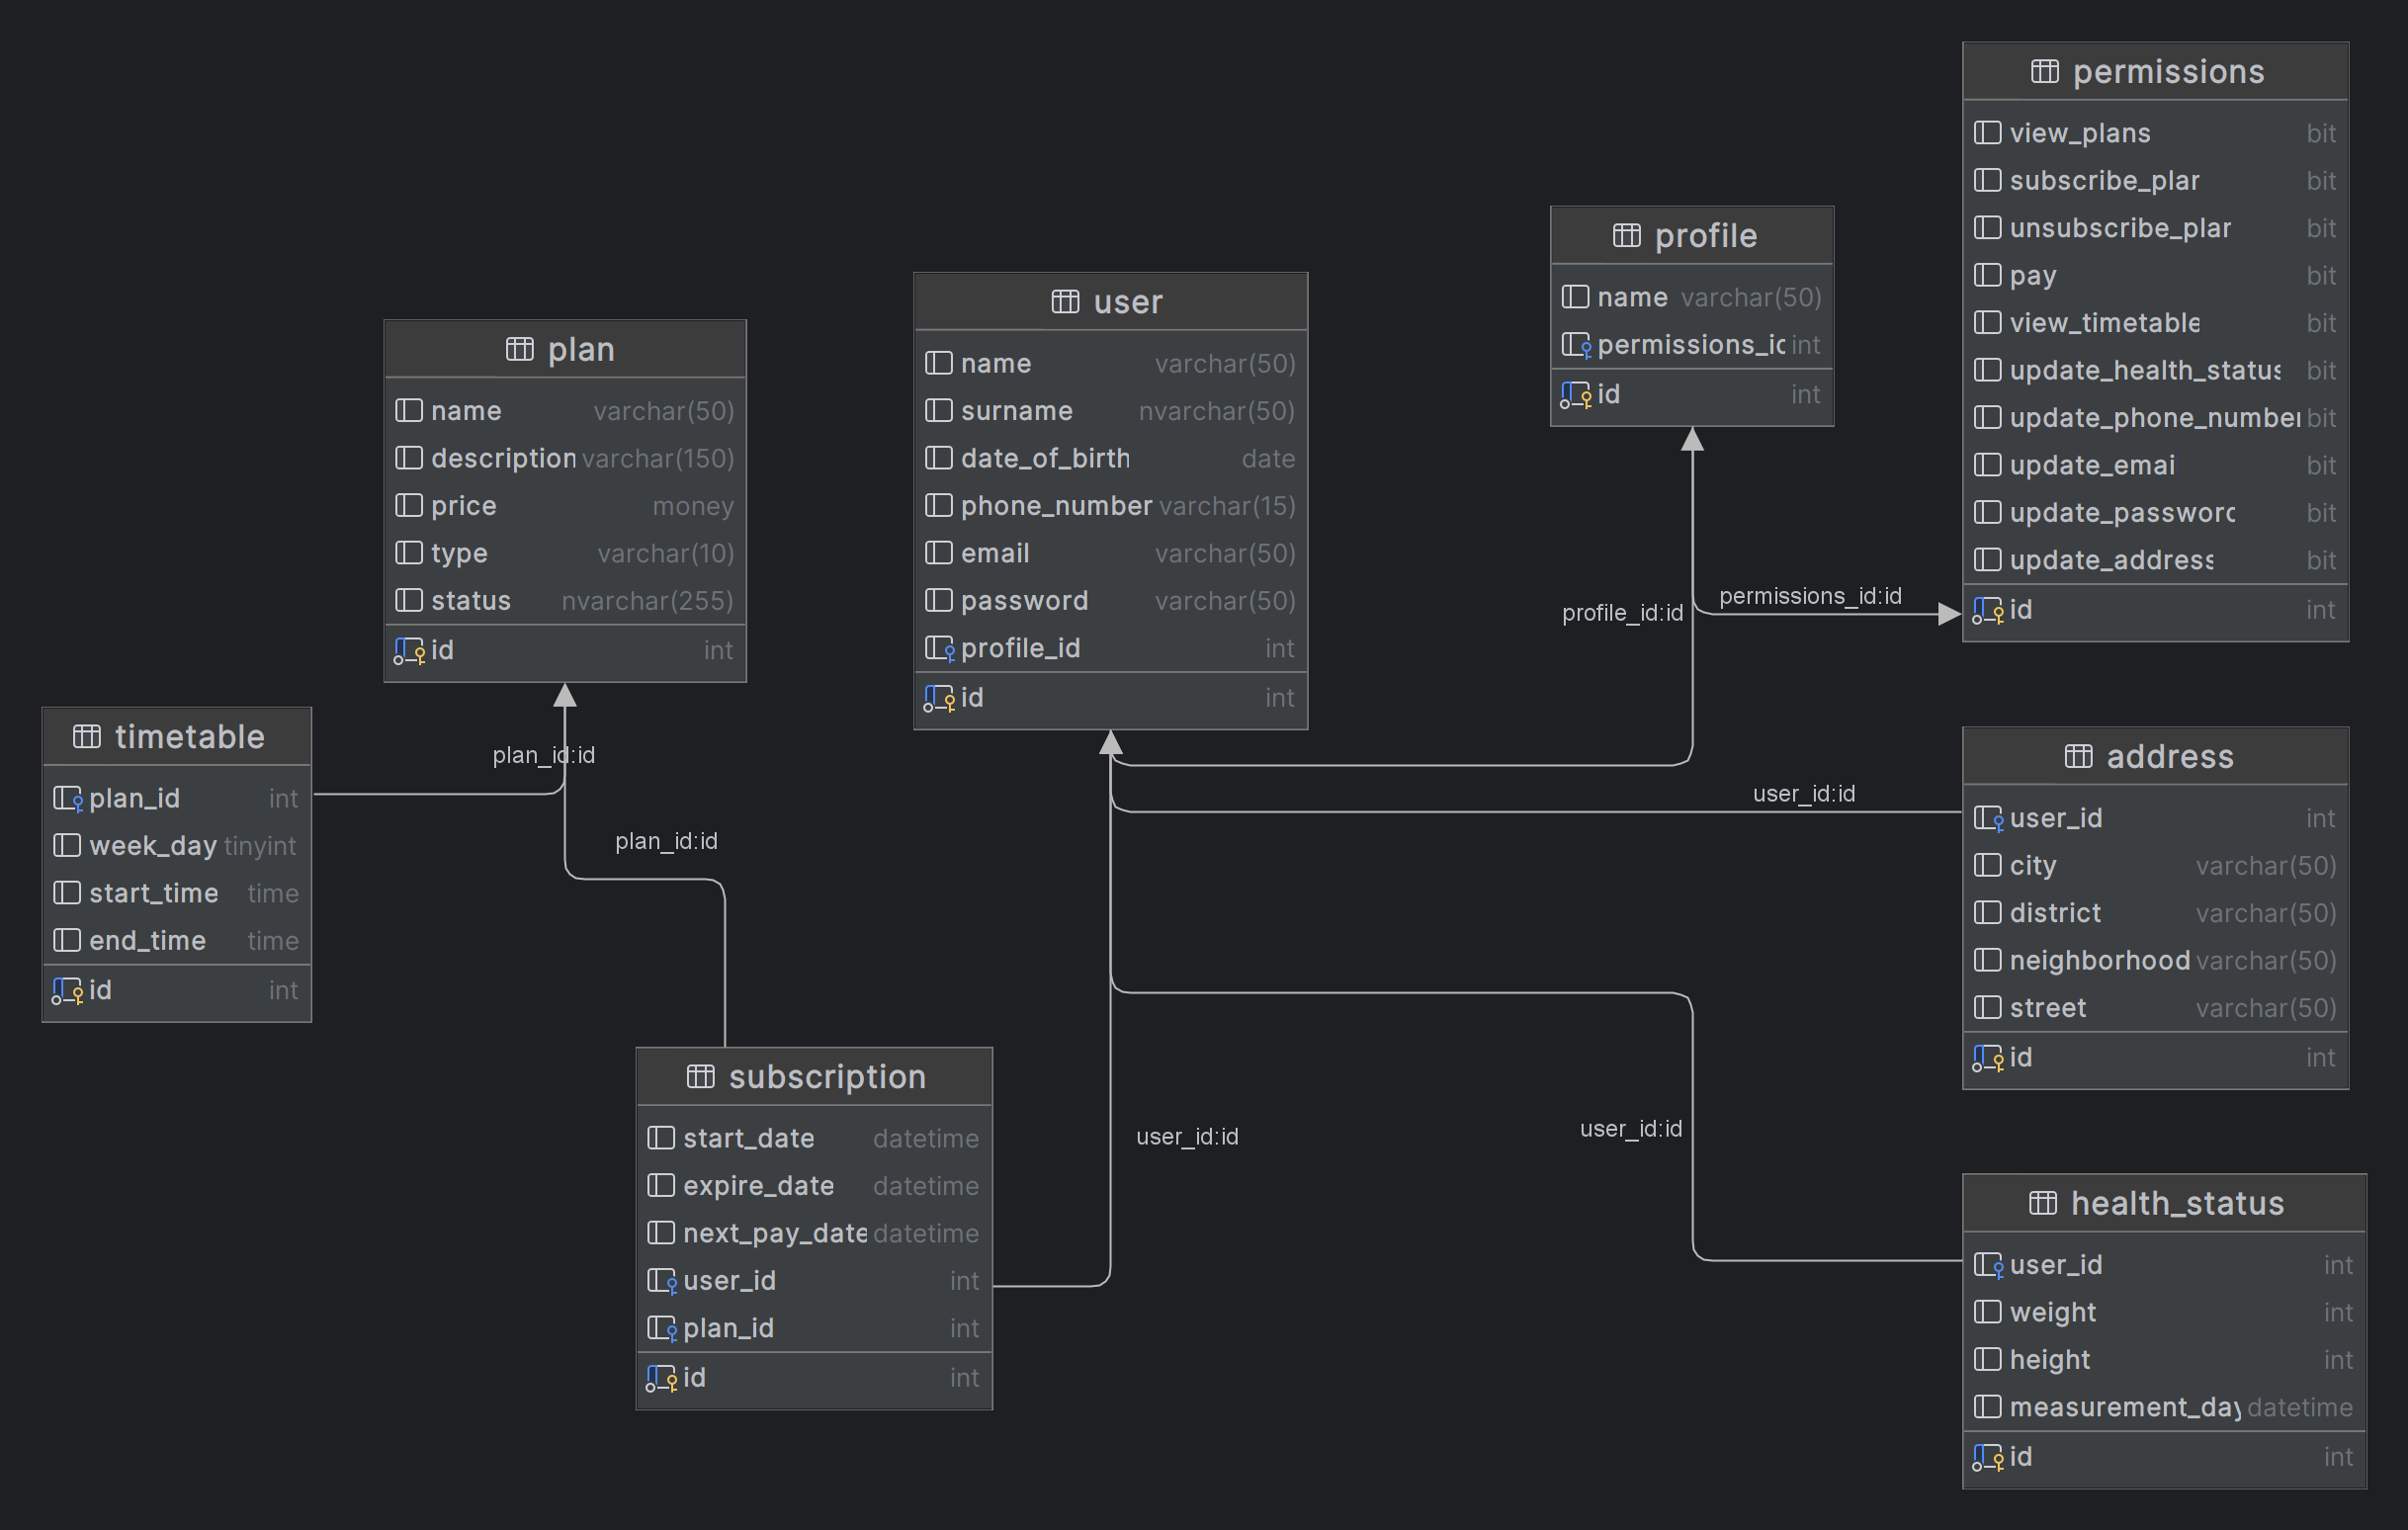 permissions
view_plans bit
subscribe_plar bit
unsubscribe_plar bit
pay bit
view_timetable bit
update_health_status bit
update_phone_number bit
update_emai bit
update_password bit
update_address bit
id int
profile
name varchar(50)
permissions_id int
id int
user
name varchar(50)
surname nvarchar(50)
date_of_birth date
phone_number varchar(15)
email varchar(50)
password varchar(50)
profile_id int
id int
plan
name varchar(50)
description varchar(150)
price money
type varchar(10)
status nvarchar(255)
id int
profile_id:id
permissions_id:id
timetable
plan_id int
week_day tinyint
start_time time
end_time time
id int
plan_id:id
plan_id:id
user_id:id
address
user_id int
city varchar(50)
district varchar(50)
neighborhood varchar(50)
street varchar(50)
id int
subscription
start_date datetime
expire_date datetime
next_pay_date datetime
user_id int
plan_id int
id int
user_id:id
user_id:id
health_status
user_id int
weight int
height int
measurement_day datetime
id int